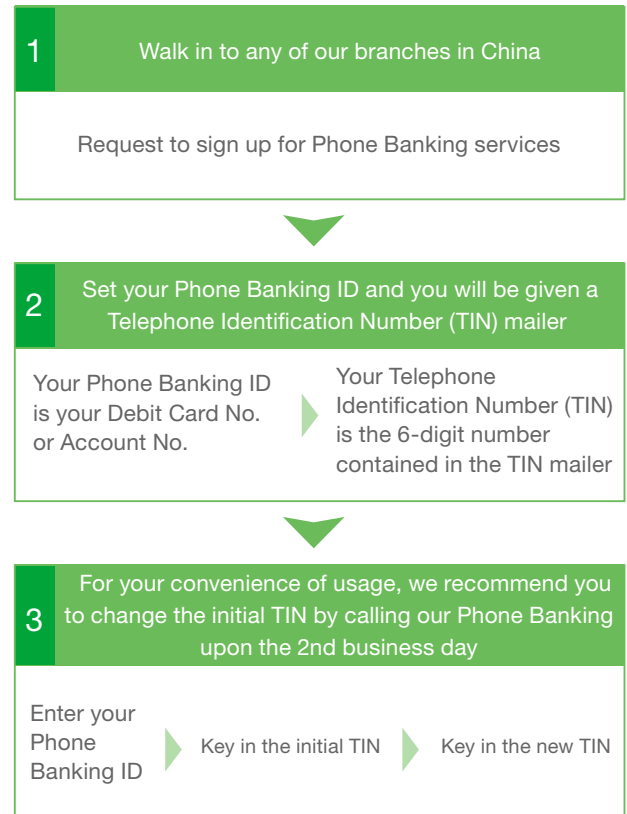 1
Walk in to any of our branches in China
Request to sign up for Phone Banking services
2
Set your Phone Banking ID and you will be given a
Telephone Identification Number (TIN) mailer
Your Phone Banking ID
is your Debit Card No.
or Account No.
Your Telephone
Identification Number (TIN)
is the 6-digit number
contained in the TIN mailer
3
For your convenience of usage, we recommend you
to change the initial TIN by calling our Phone Banking
upon the 2nd business day
Enter your
Phone
Banking ID
Key in the initial TIN
Key in the new TIN